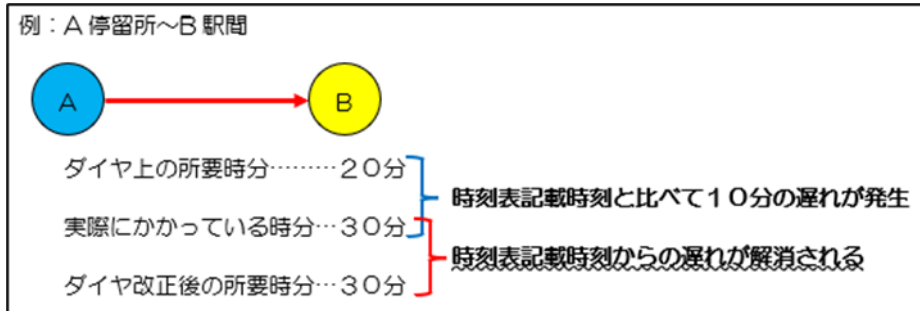 例：Ａ停留所～Ｂ駅間
Ａ
Ｂ
ダイヤ上の所要時分………２０分
時刻表記載時刻と比べて１０分の遅れが発生
実際にかかっている時分…３０分
時刻表記載時刻からの遅れが解消される
ダイヤ改正後の所要時分…３０分